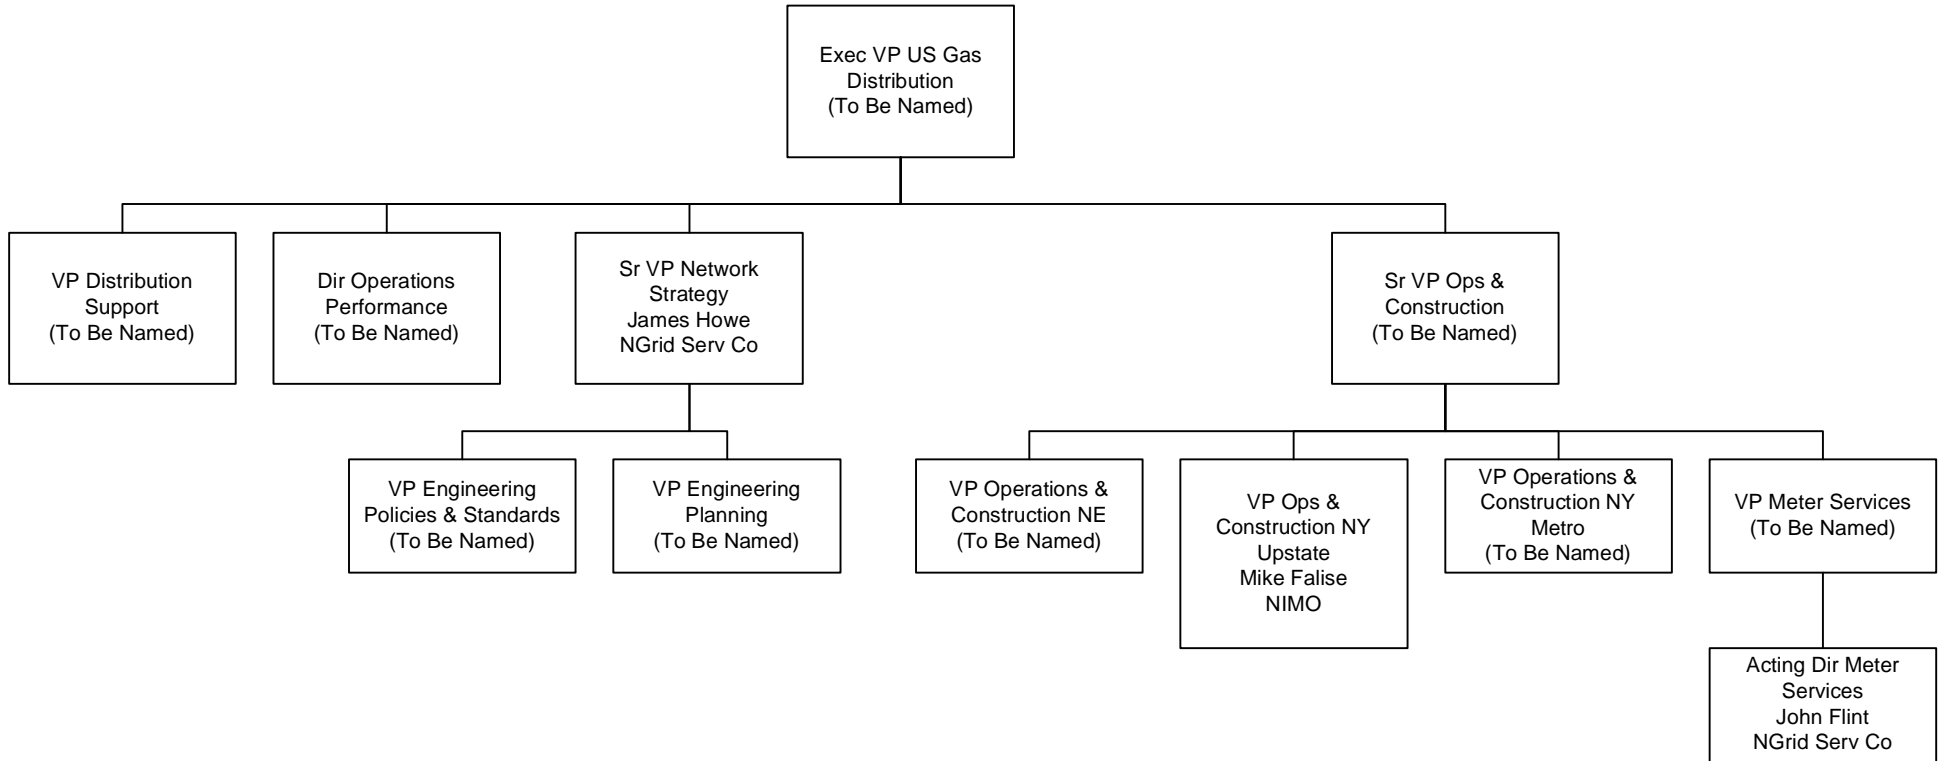 Exec VP US Gas
Distribution
(To Be Named)
VP Distribution
Support
(To Be Named)
Dir Operations
Performance
(To Be Named)
Sr VP Network
Strategy
James Howe
NGrid Serv Co
Sr VP Ops &
Construction
(To Be Named)
VP Engineering
Policies & Standards
(To Be Named)
VP Engineering
Planning
(To Be Named)
VP Operations &
Construction NE
(To Be Named)
VP Ops &
Construction NY
Upstate
Mike Falise
NIMO
VP Operations &
Construction NY
Metro
(To Be Named)
VP Meter Services
(To Be Named)
Acting Dir Meter
Services
John Flint
NGrid Serv Co